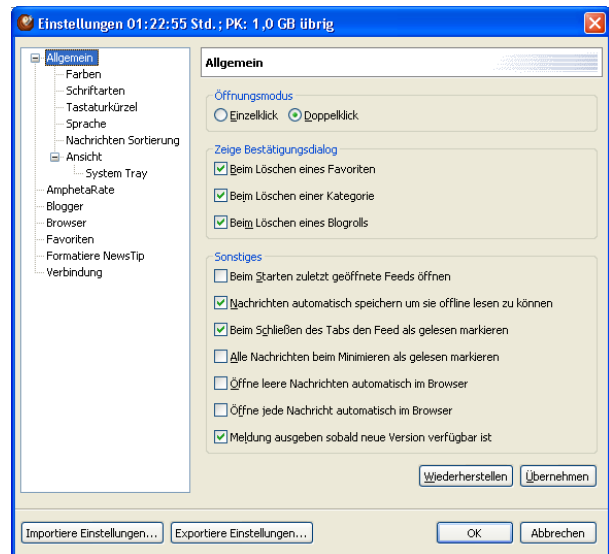 Einstellungen 01:22:55 Std. ; PK: 1,0 GB übrig
Allgemein
Farben
Schriftarten
Tastaturkürzel
Sprache
Nachrichten Sortierung
Ansicht
System Tray
AmphetaRate
Blogger
Browser
Favoriten
Formatiere NewsTip
Verbindung
Allgemein
Öffnungsmodus
Einzelklick Doppelklick
Zeige Bestätigungsdialog
Beim Löschen eines Favoriten
Beim Löschen einer Kategorie
Beim Löschen eines Blogrolls
Sonstiges
Beim Starten zuletzt geöffnete Feeds öffnen
Nachrichten automatisch speichern um sie offline lesen zu können
Beim Schließen des Tabs den Feed als gelesen markieren
Alle Nachrichten beim Minimieren als gelesen markieren
Öffne leere Nachrichten automatisch im Browser
Öffne jede Nachricht automatisch im Browser
Meldung ausgeben sobald neue Version verfügbar ist
Wiederherstellen Übernehmen
Importiere Einstellungen... Exportiere Einstellungen... OK Abbrechen